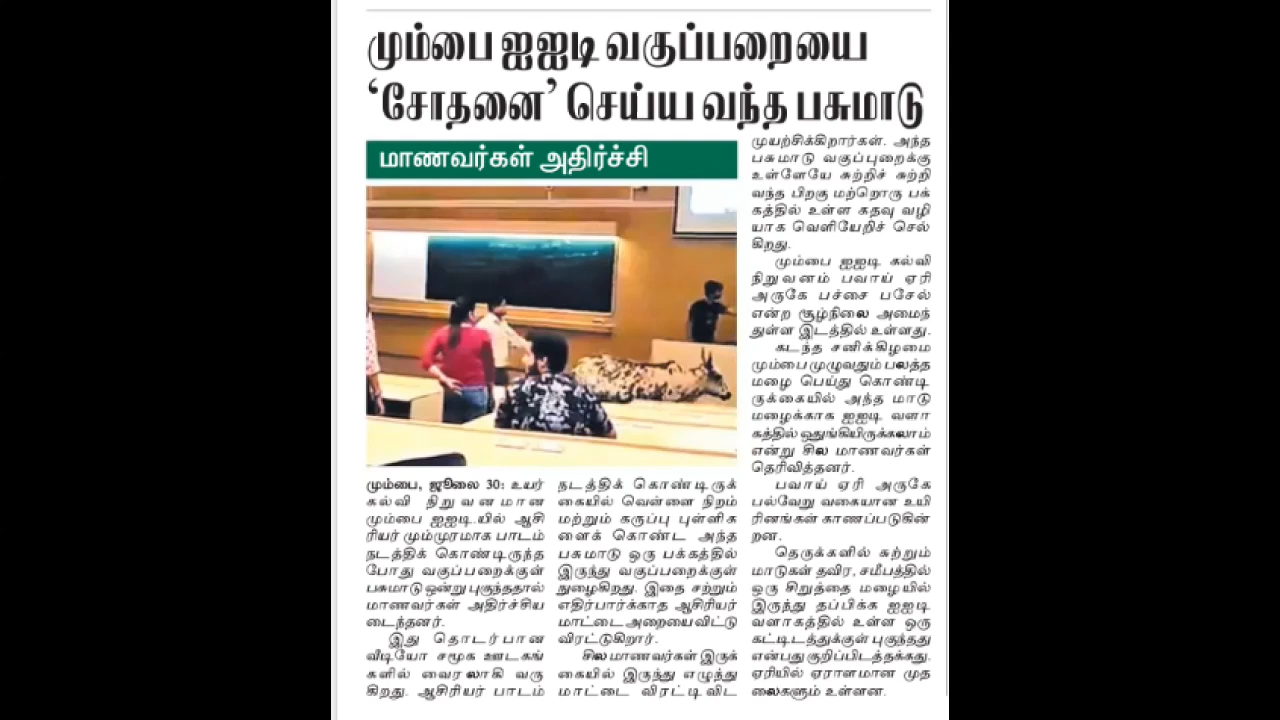 மும்பை ஐஐடி வகுப்பறையை
‘சோதனை’ செய்ய வந்த பசுமாடு
மாணவர்கள் அதிர்ச்சி
மும்பை, ஜூலை 30: உயர்
கல்வி நிறுவனமான
மும்பை ஐஐடி.யில் ஆசி
ரியர் மும்முரமாக பாடம்
நடத்திக் கொண்டிருந்த
போது வகுப்பறைக்குள்
பசுமாடு ஒன்று புகுந்ததால்
மாணவர்கள் அதிர்ச்சிய
டைந்தனர்.
இது தொடர்பான
வீடியோ சமூக ஊடகங்
களில் வைரலாகி வரு
கிறது. ஆசிரியர் பாடம்
நடத்திக் கொண்டிருக்
கையில் வெள்ளை நிறம்
மற்றும் கருப்பு புள்ளிக
ளைக் கொண்ட அந்த
பசுமாடு ஒரு பக்கத்தில்
இருந்து வகுப்பறைக்குள்
நுழைகிறது. இதை சற்றும்
எதிர்பார்க்காத ஆசிரியர்
மாட்டை அறையைவிட்டு
விரட்டுகிறார்.
சில மாணவர்கள் இருக்
கையில் இருந்து எழுந்து
மாட்டை விரட்டிவிட
முயற்சிக்கிறார்கள். அந்த
பசுமாடு வகுப்புறைக்கு
உள்ளேயே சுற்றிச் சுற்றி
வந்த பிறகு மற்றொரு பக்
கத்தில் உள்ள கதவு வழி
யாக வெளியேறிச் செல்
கிறது.
மும்பை ஐஐடி கல்வி
நிறுவனம் பவாய் ஏரி
அருகே பச்சை பசேல்
என்ற சூழ்நிலை அமைந்
துள்ள இடத்தில் உள்ளது.
கடந்த சனிக்கிழமை
மும்பை முழுவதும் பலத்த
மழை பெய்து கொண்டி
ருக்கையில் அந்த மாடு
மழைக்காக ஐஐடி வளா
கத்தில் ஒதுங்கியிருக்கலாம்
என்று சில மாணவர்கள்
தெரிவித்தனர்.
பவாய் ஏரி அருகே
பல்வேறு வகையான உயி
ரினங்கள் காணப்படுகின்
றன.
தெருக்களில் சுற்றும்
மாடுகள் தவிர, சமீபத்தில்
ஒரு சிறுத்தை மழையில்
இருந்து தப்பிக்க ஐஐடி
வளாகத்தில் உள்ள ஒரு
கட்டிடத்துக்குள் புகுந்தது
என்பது குறிப்பிடத்தக்கது.
ஏரியில் ஏராளமான முத
லைகளும் உள்ளன.